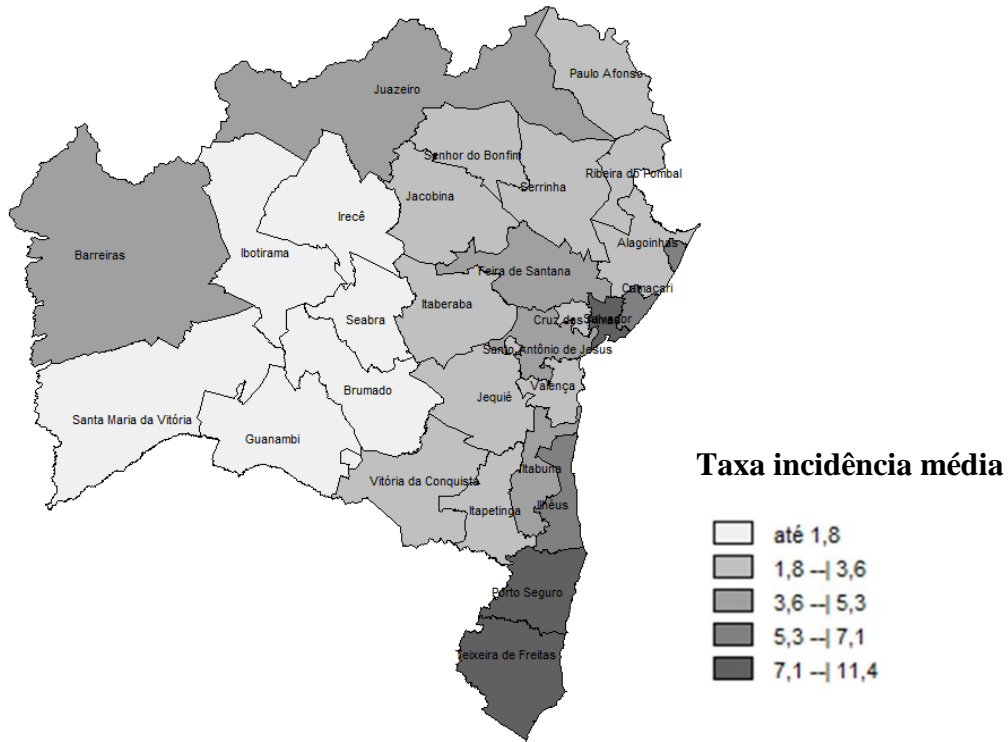 Paulo Afonso
Juazeiro
Senhor do Bonfim
Ribeira do Pombal
Serrinha
Jacobina
Irecê
Alagoinhas
Barreiras
Ibotirama
Feira de Santana
Camaçari
Itaberaba
Seabra
Cruz das
Salvador
Santo Antônio de Jesus
Brumado
Valença
Jequié
Santa Maria da Vitória
Guanambi
Taxa incidência média
Itabuna
Vitória da Conquista
Ilhéus
Itapetinga
até 1,8
1,8 --| 3,6
Porto Seguro
3,6 --| 5,3
5,3 --| 7,1
Teixeira de Freitas
7,1 --| 11,4